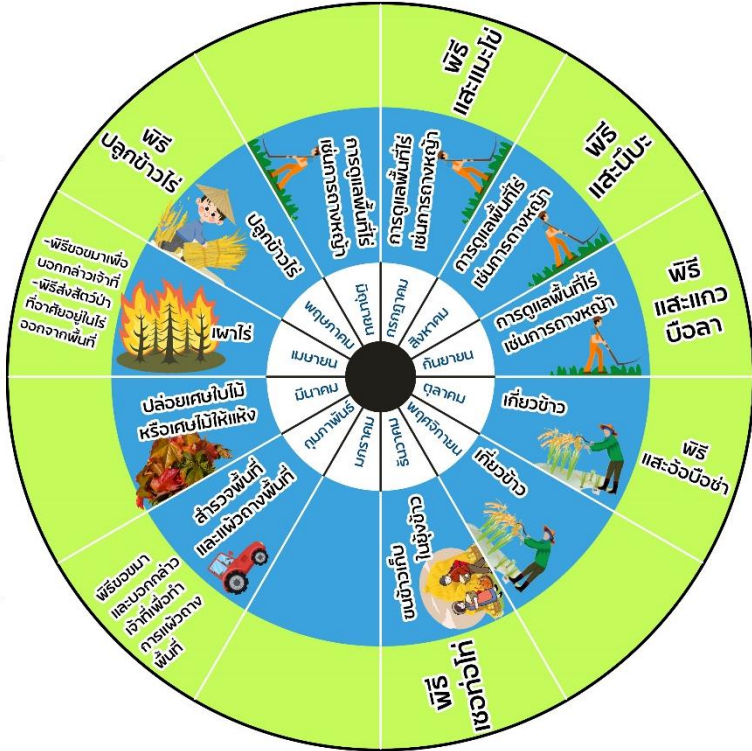 พิธี
แสะแมะไข่
พิธี
แสะนีบะ
พิธี
แสะแกว
บือลา
พิธี
แสะอ้อบือซ่า
พิธี
พิธีขอขมา
และบอกกล่าว
เจ้าที่เพื่อทำ
การแผ้วถาง
พื้นที่
-พิธีขอขมาเพื่อ
บอกกล่าวเจ้าที่
-พิธีส่งสัตว์ป่า
ที่อาศัยอยู่ในไร่
ออกจากพื้นที่
พิธี
ปลูกข้าวไร่
การดูแลพื้นที่ไร่
เช่นการถางหญ้า
การดูแลพื้นที่ไร่
เช่นการถางหญ้า
การดูแลพื้นที่ไร่
เช่นการถางหญ้า
เกี่ยวข้าว
เกี่ยวข้าว
ขนข้าวเก็บ
สำรวจพื้นที่
และแผ้วถางพื้นที่
ปล่อยเศษใบไม้
หรือเศษไม้ให้แห้ง
เผาไร่
ปลูกข้าวไร่
การดูแลพื้นที่ไร่
เช่นการถางหญ้า
กรกฎาคม
สิงหาคม
กันยายน
ตุลาคม
พฤศจิกายน
ธันวาคม
มกราคม
กุมภาพันธ์
มีนาคม
เมษายน
พฤษภาคม
มิถุนายน